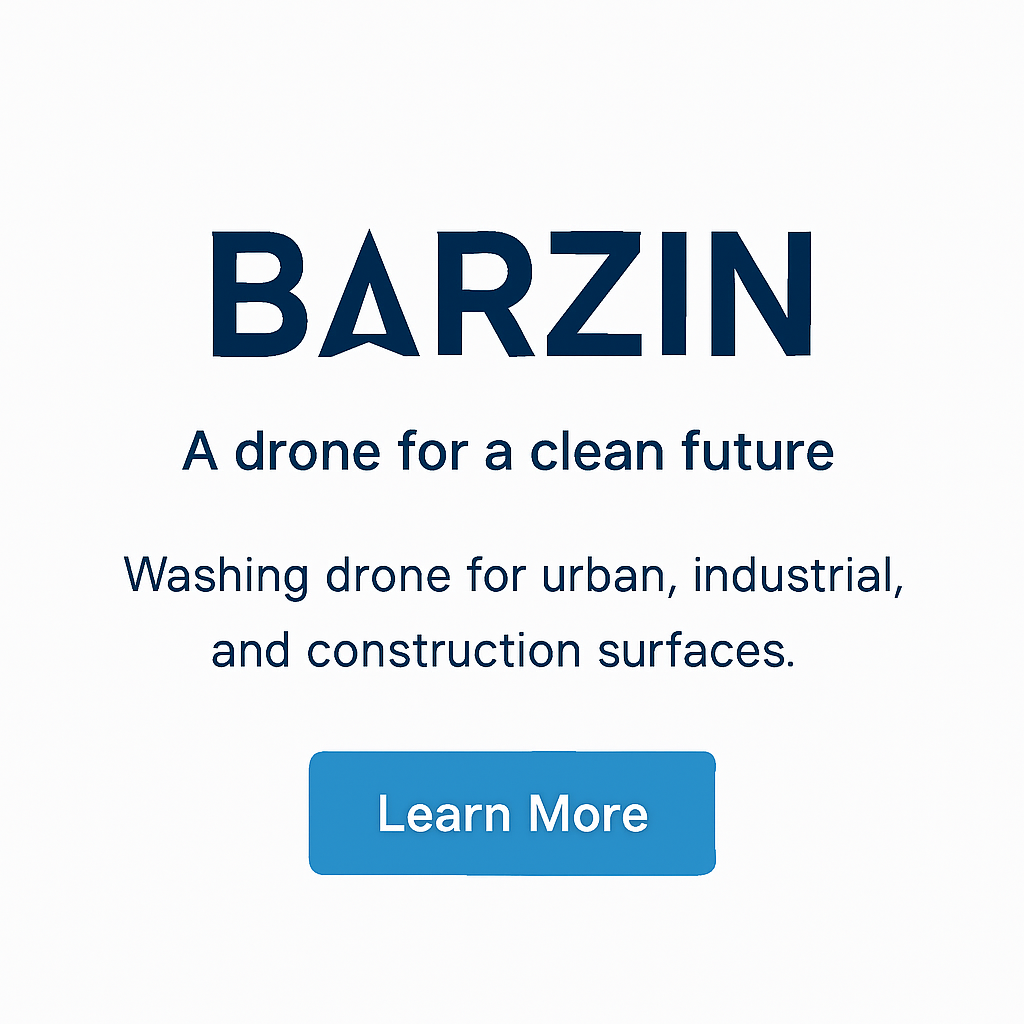 BARZIN
A drone for a clean future
Washing drone for urban, industrial,
and construction surfaces.
Learn More